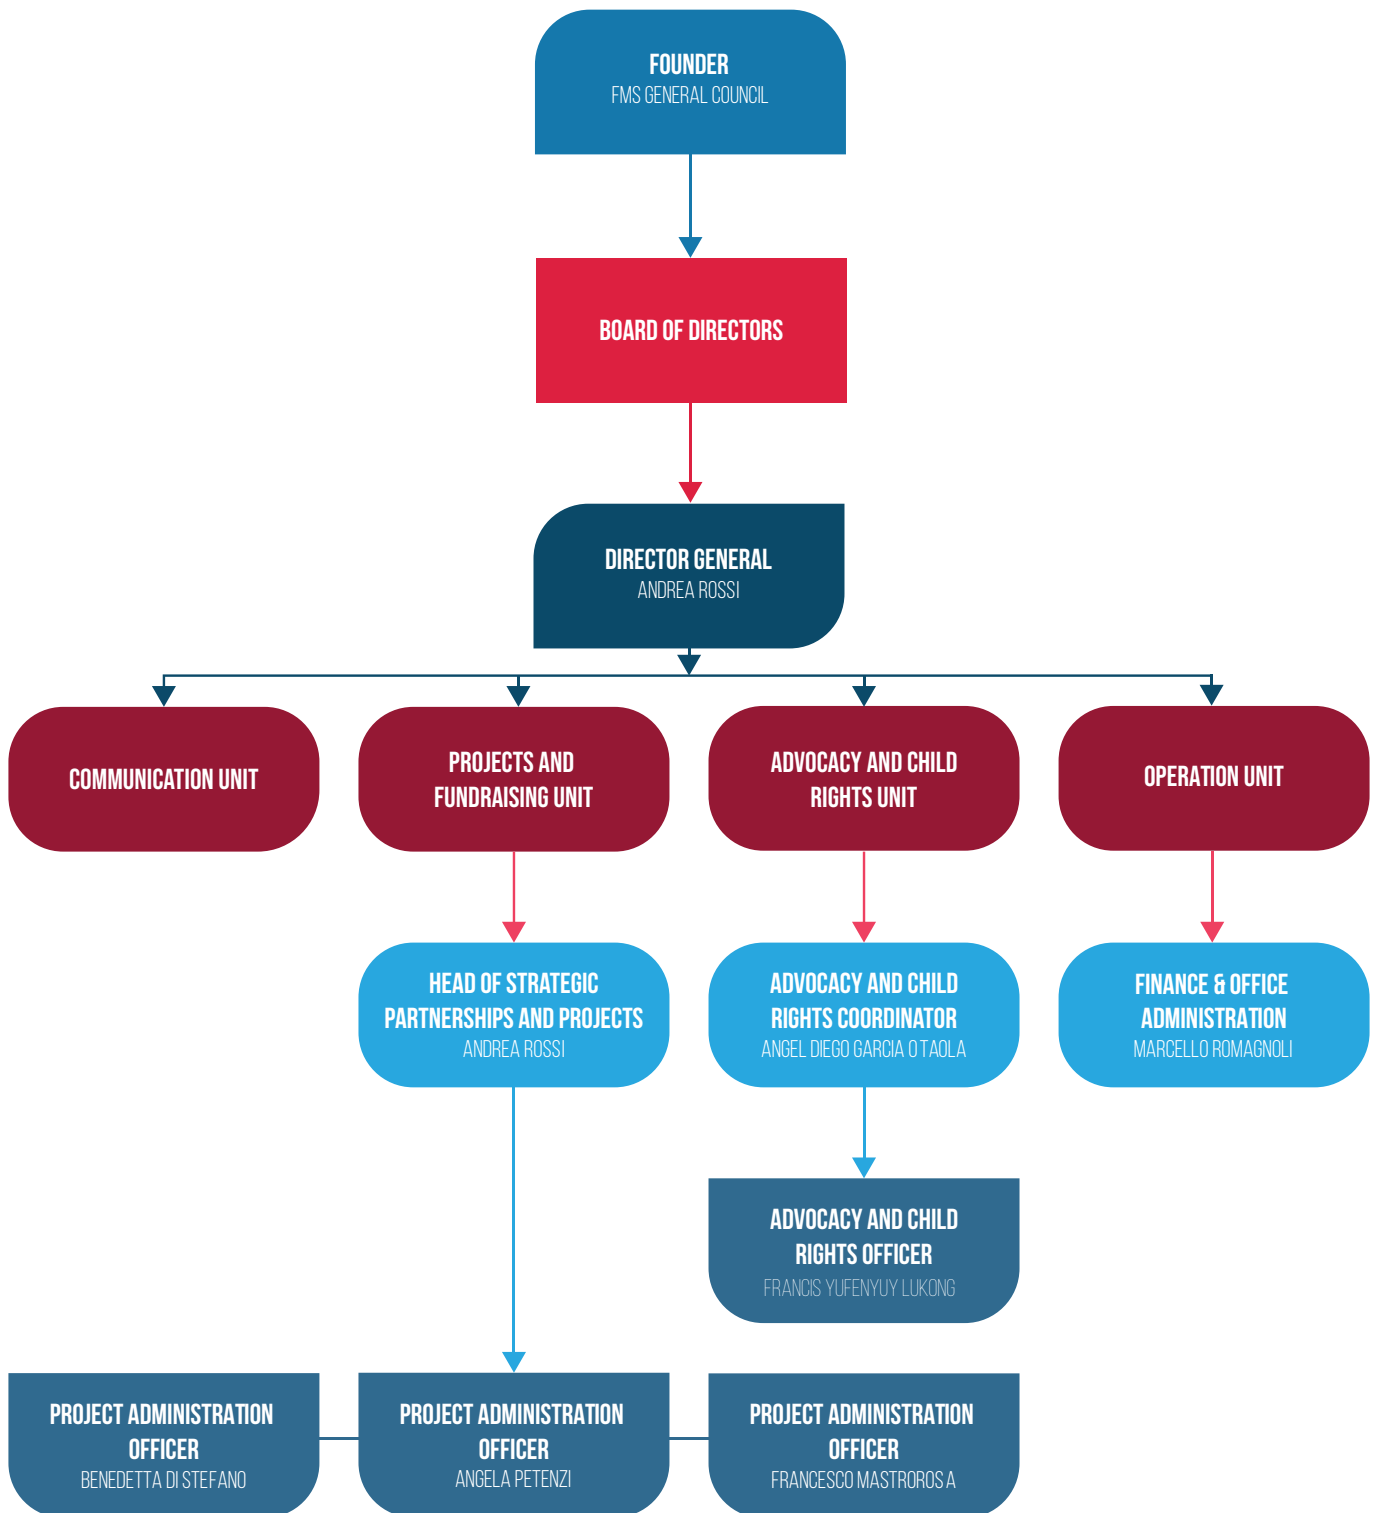 FOUNDER
FMS GENERAL COUNCIL
BOARD OF DIRECTORS
DIRECTOR GENERAL
ANDREA ROSSI
COMMUNICATION UNIT
PROJECTS AND
FUNDRAISING UNIT
ADVOCACY AND CHILD
RIGHTS UNIT
OPERATION UNIT
HEAD OF STRATEGIC
PARTNERSHIPS AND PROJECTS
ANDREA ROSSI
ADVOCACY AND CHILD
RIGHTS COORDINATOR
ANGEL DIEGO GARCIA OTAOLA
FINANCE & OFFICE
ADMINISTRATION
MARCELLO ROMAGNOLI
ADVOCACY AND CHILD
RIGHTS OFFICER
FRANCIS YUFENYUY LUKONG
PROJECT ADMINISTRATION
OFFICER
BENEDETTA DI STEFANO
PROJECT ADMINISTRATION
OFFICER
ANGELA PETENZI
PROJECT ADMINISTRATION
OFFICER
FRANCESCO MASTROROSA